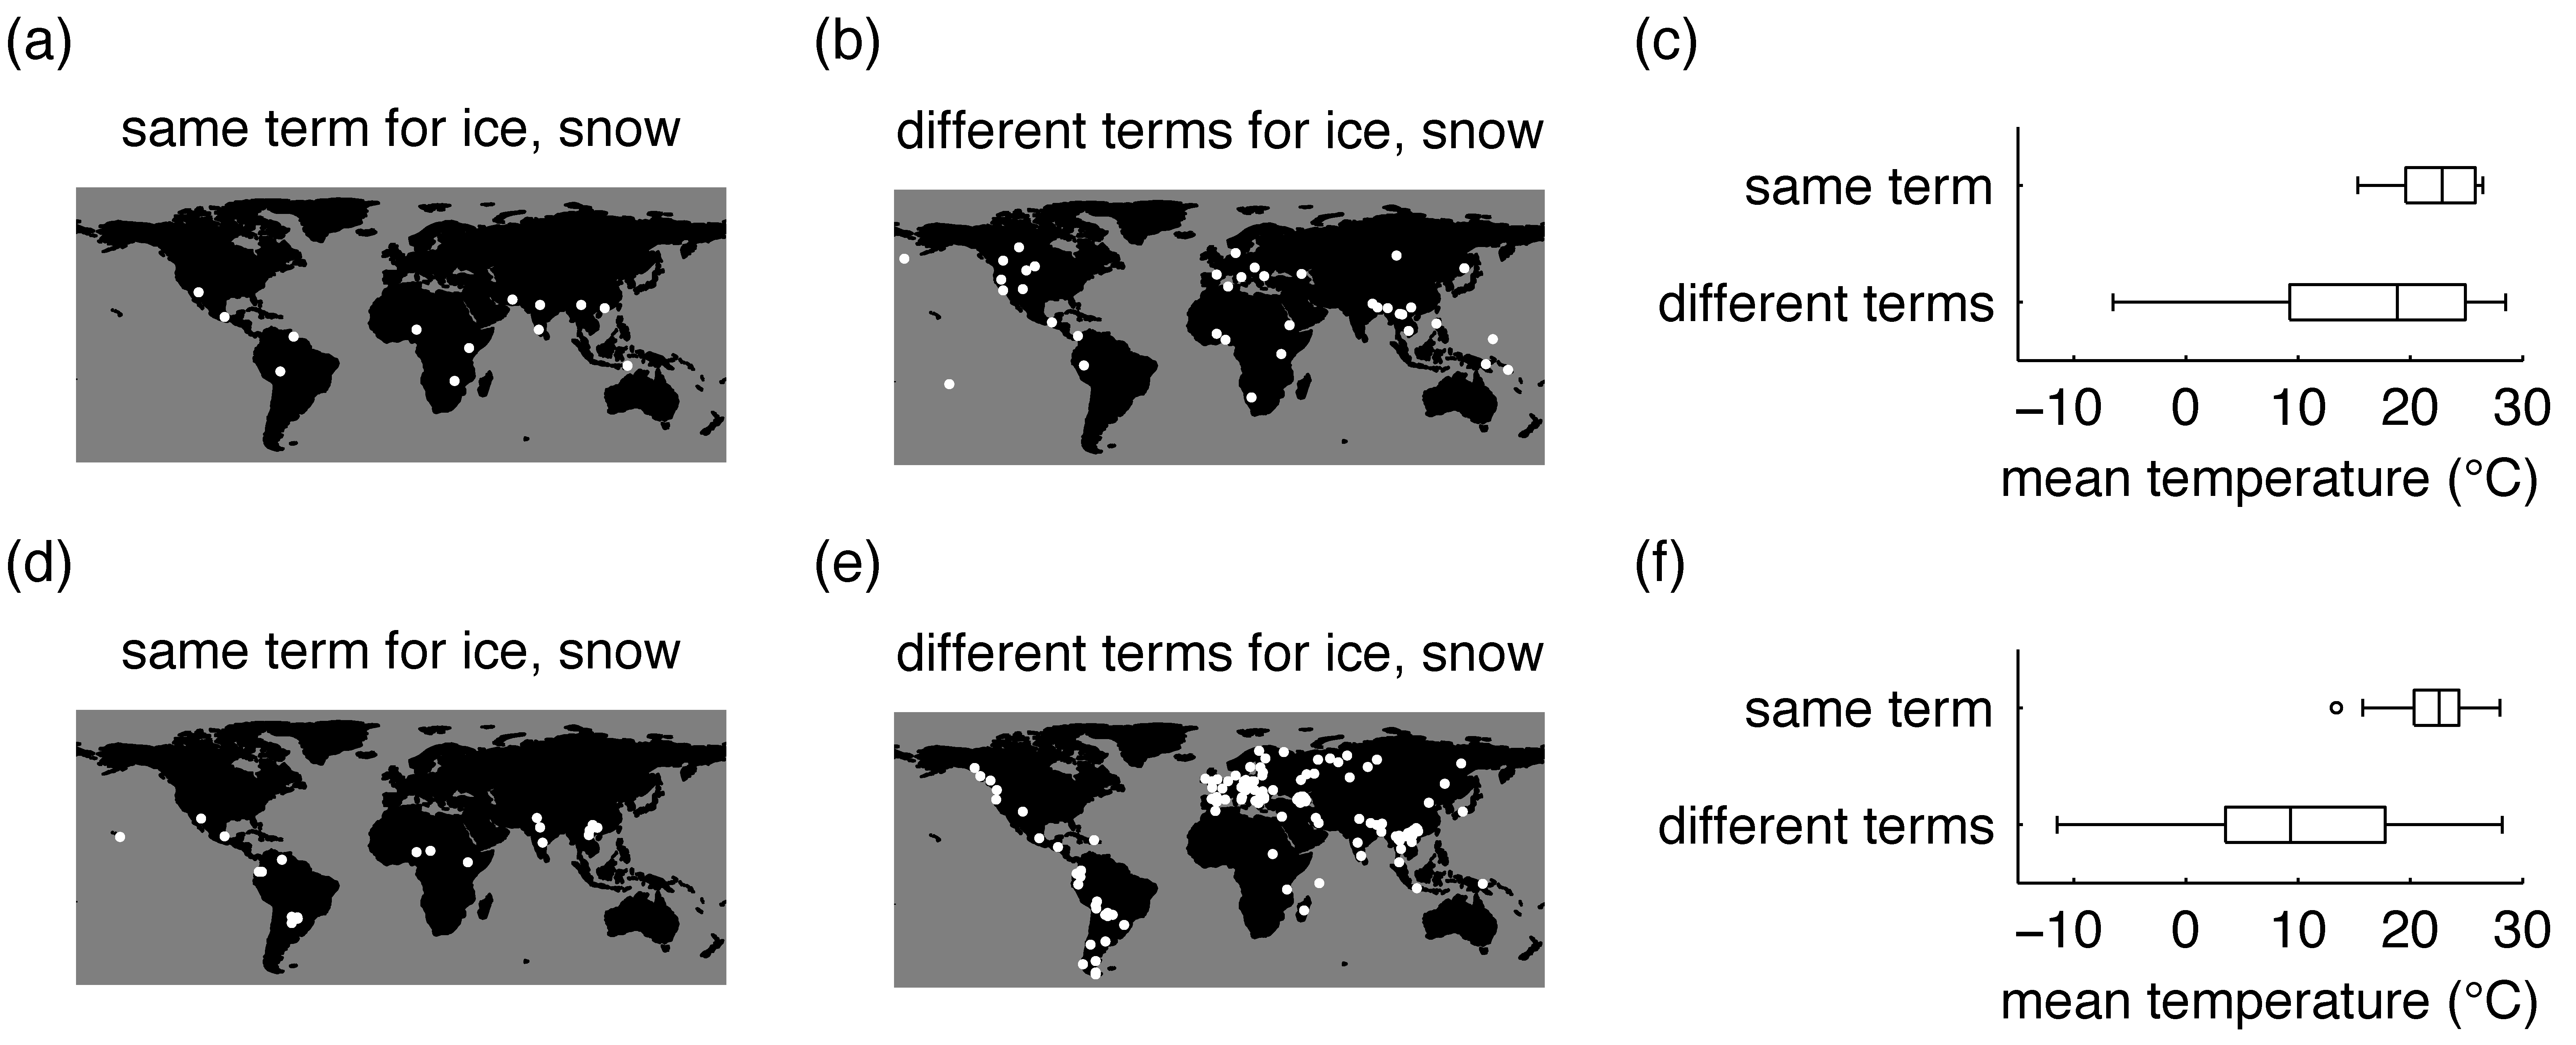 (a)
same term for ice, snow
(b)
different terms for ice, snow
(c)
same term
different terms
−10 0 10 20 30
mean temperature (°C)
(d)
same term for ice, snow
(e)
different terms for ice, snow
(f)
same term
different terms
−10 0 10 20 30
mean temperature (°C)